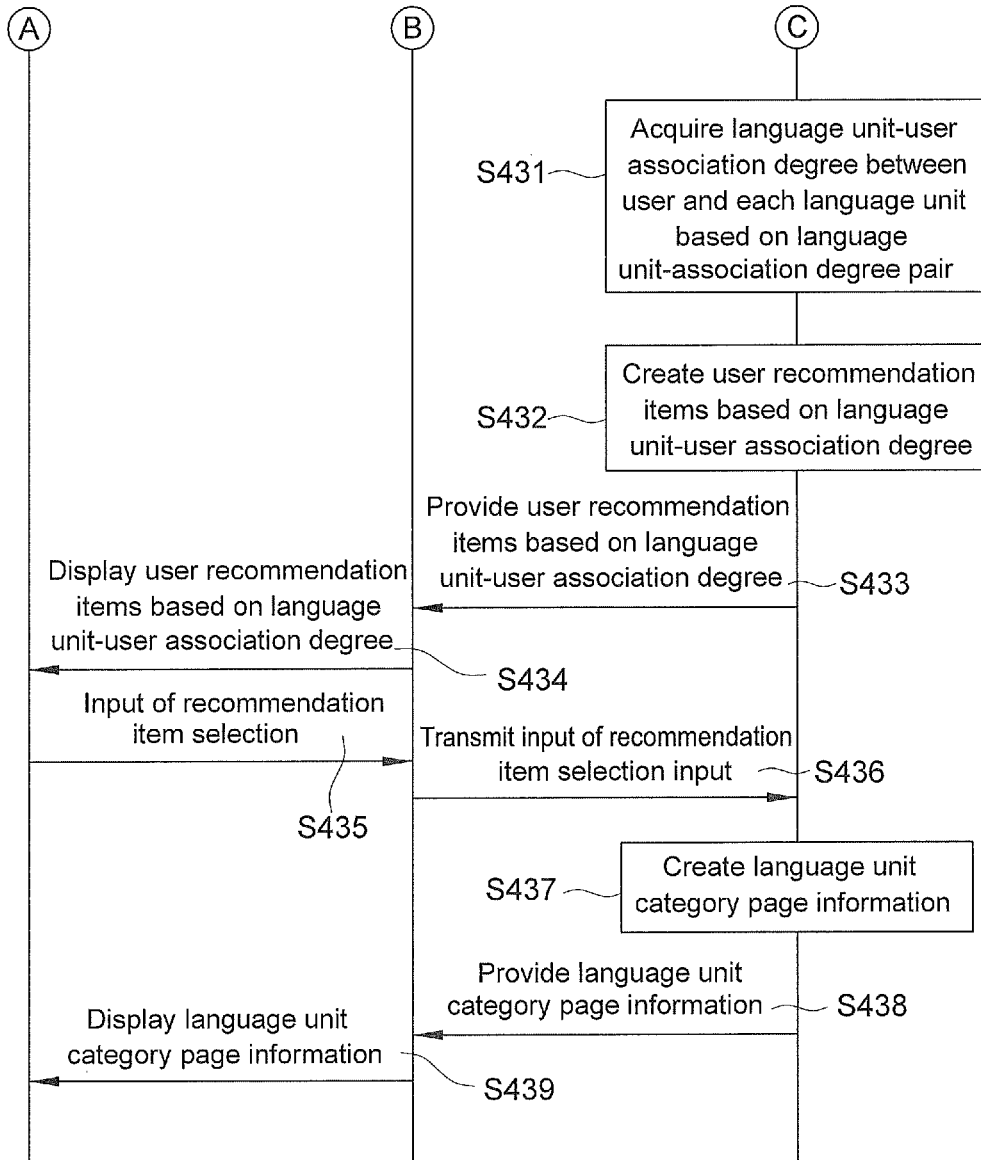 A
B
C
S431
Acquire language unit-user
association degree between
user and each language unit
based on language
unit-association degree pair
S432
Create user recommendation
items based on language
unit-user association degree
Provide user recommendation
items based on language
unit-user association degree
S433
Display user recommendation
items based on language
unit-user association degree
S434
Input of recommendation
item selection
S435
Transmit input of recommendation
item selection input
S436
S437
Create language unit
category page information
Provide language unit
category page information
S438
Display language unit
category page information
S439